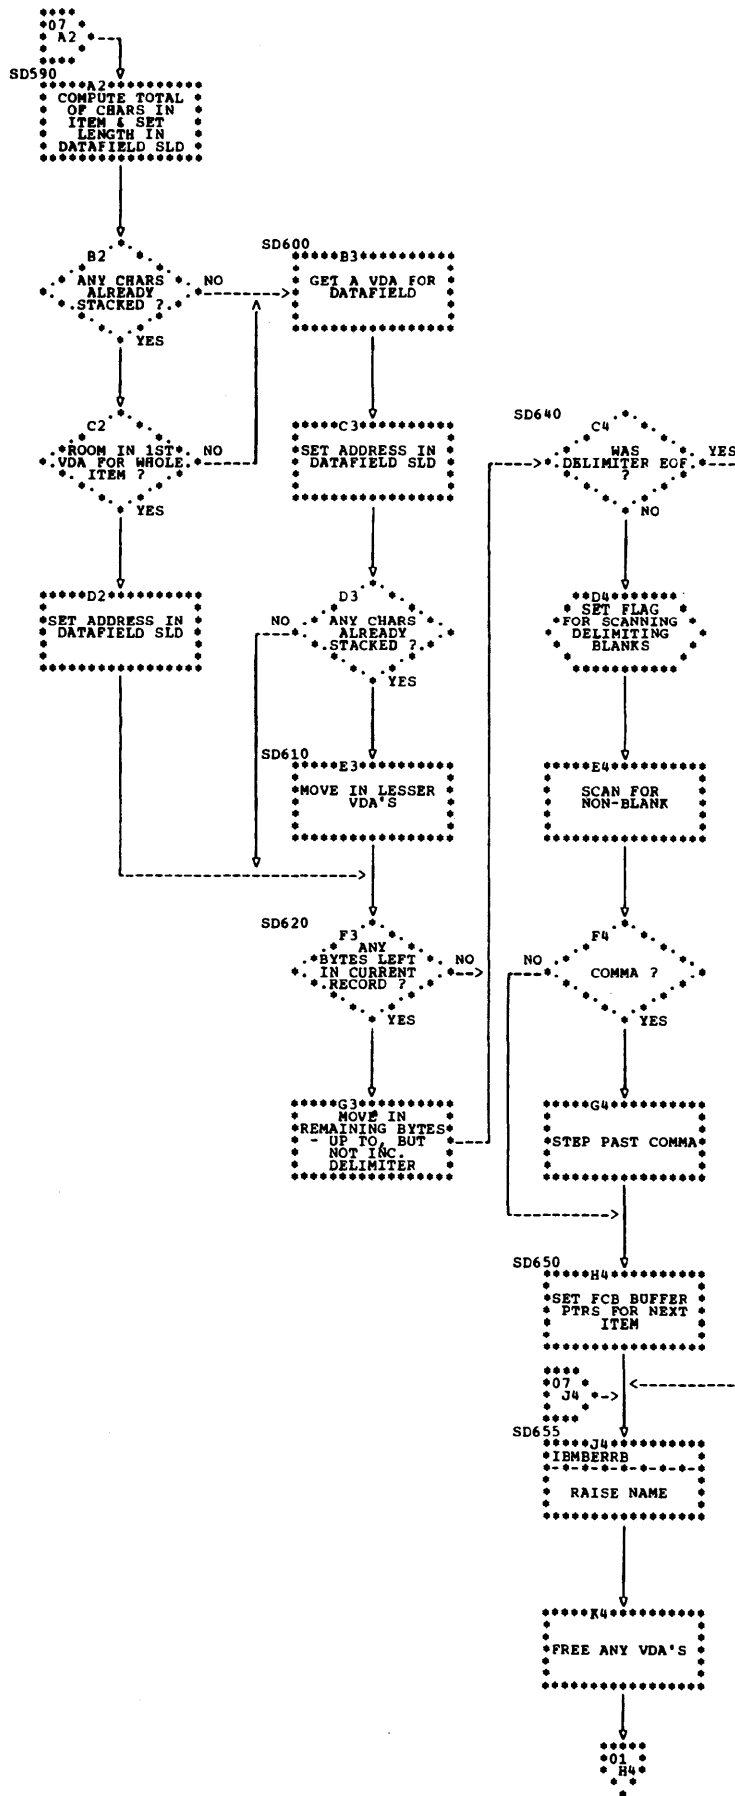 07
A2
SD590
A2
COMPUTE TOTAL
OF CHARS IN
ITEM & SET
LENGTH IN
DATAFIELD SLD
B2
ANY CHARS
ALREADY
STACKED ?
NO
YES
C2
ROOM IN 1ST
VDA FOR WHOLE
ITEM ?
NO
YES
D2
SET ADDRESS IN
DATAFIELD SLD
SD600
B3
GET A VDA FOR
DATAFIELD
C3
SET ADDRESS IN
DATAFIELD SLD
D3
NO
ANY CHARS
ALREADY
STACKED ?
YES
SD610
E3
MOVE IN LESSER
VDA'S
SD620
F3
ANY
BYTES LEFT
IN CURRENT
RECORD ?
NO
YES
G3
MOVE IN
REMAINING BYTES
- UP TO, BUT
NOT INC.
DELIMITER
SD640
C4
WAS
DELIMITER EOF
?
YES
NO
D4
SET FLAG
FOR SCANNING
DELIMITING
BLANKS
E4
SCAN FOR
NON-BLANK
F4
NO
COMMA ?
YES
G4
STEP PAST COMMA
SD650
H4
SET FCB BUFFER
PTRS FOR NEXT
ITEM
07
J4
SD655
J4
IBMBERRB
RAISE NAME
K4
FREE ANY VDA'S
01
H4